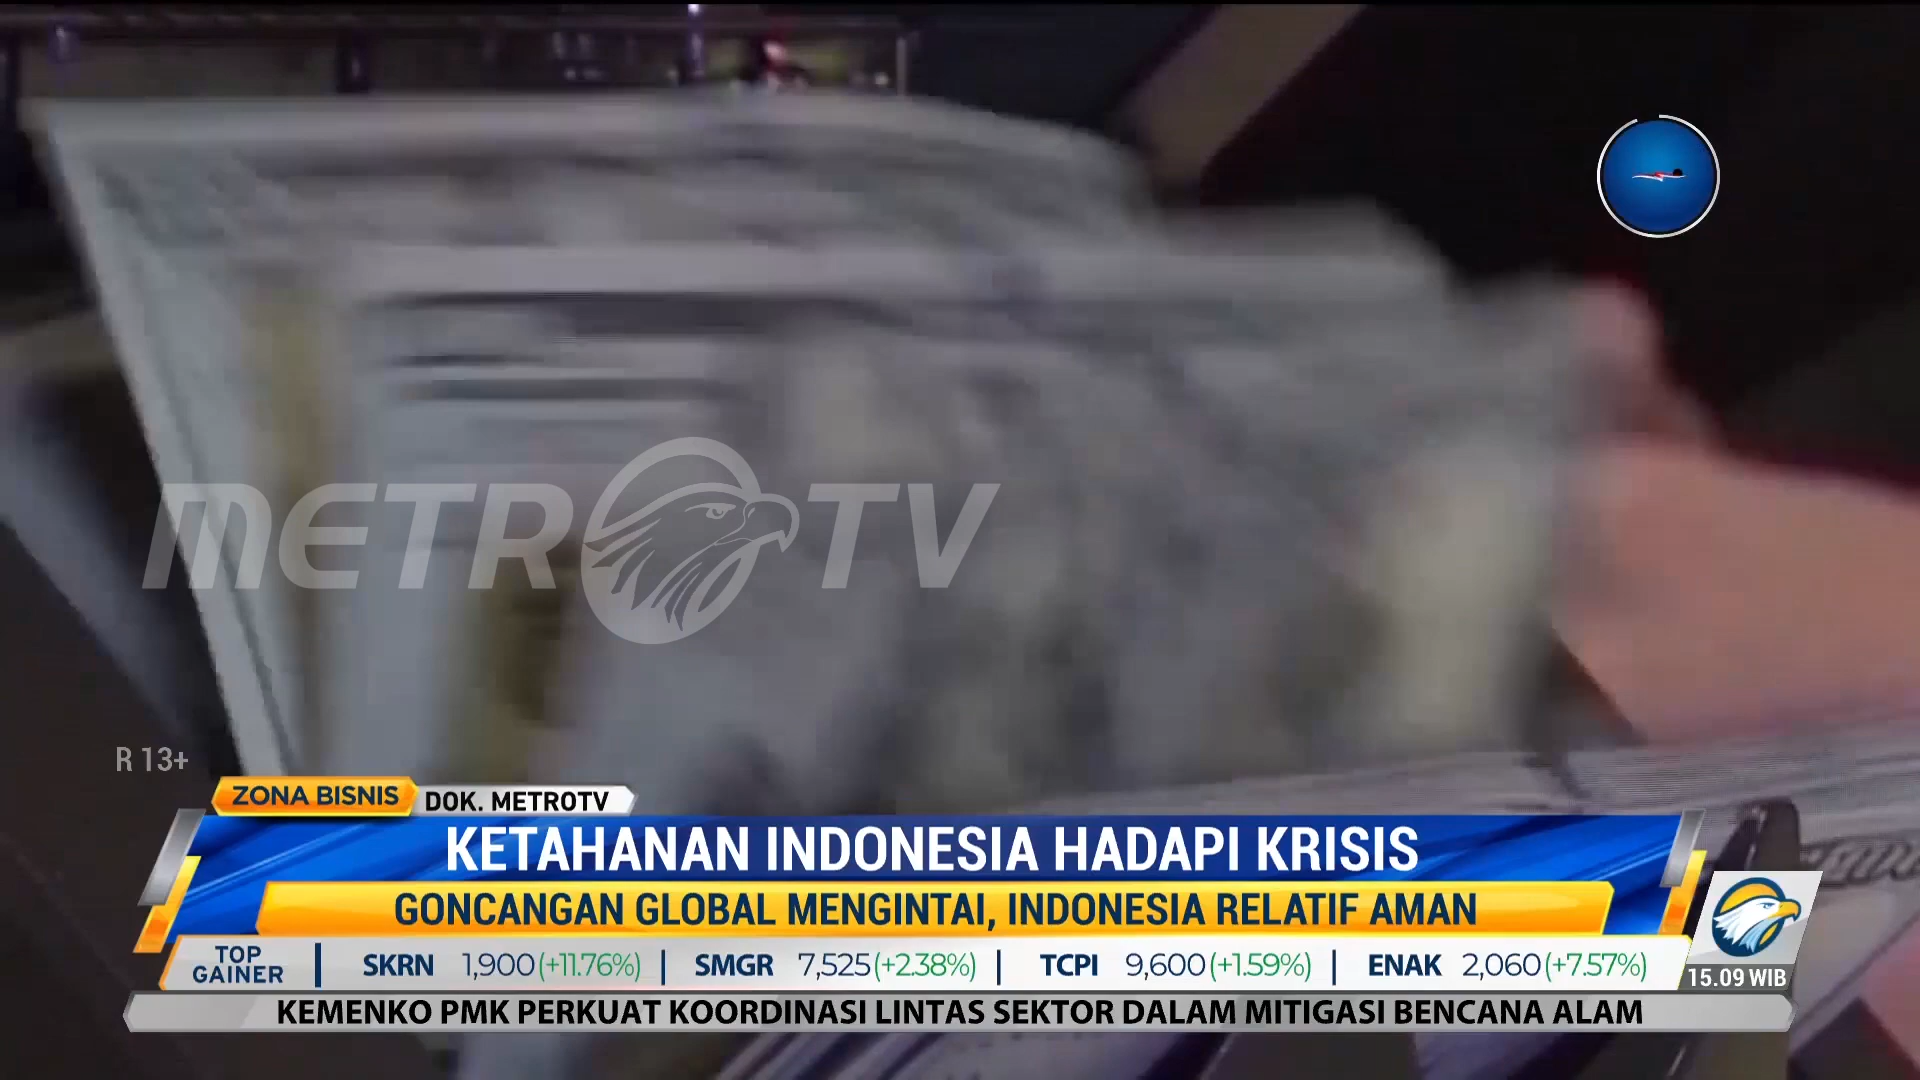 METRO TV
R 13+
ZONA BISNIS
DOK. METROTV
KETAHANAN INDONESIA HADAPI KRISIS
GONCANGAN GLOBAL MENGINTAI, INDONESIA RELATIF AMAN
TOP GAINER
SKRN 1,900(+11.76%) | SMGR 7,525(+2.38%) | TCPI 9,600(+1.59%) | ENAK 2,060(+7.57%)
15.09 WIB
KEMENKO PMK PERKUAT KOORDINASI LINTAS SEKTOR DALAM MITIGASI BENCANA ALAM